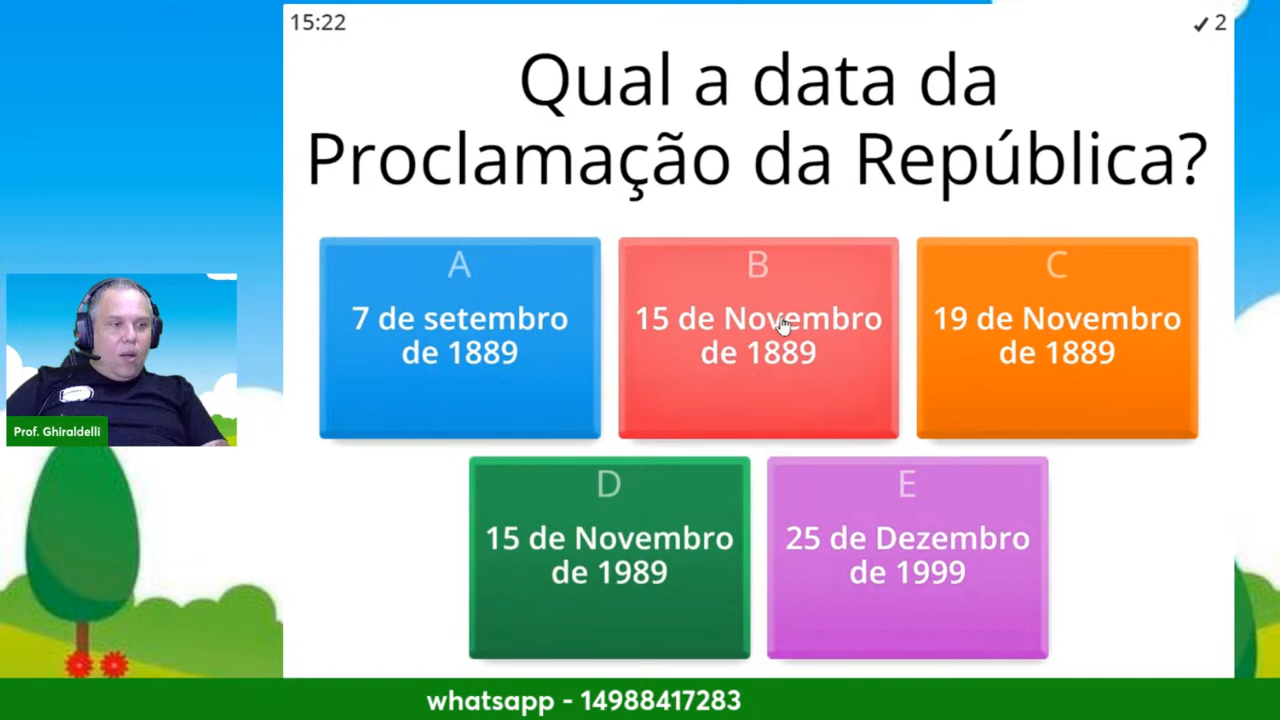 15:22
✓ 2
Qual a data da
Proclamação da República?
A
7 de setembro
de 1889
B
15 de Novembro
de 1889
C
19 de Novembro
de 1889
D
15 de Novembro
de 1989
E
25 de Dezembro
de 1999
Prof. Ghiraldelli
whatsapp - 14988417283